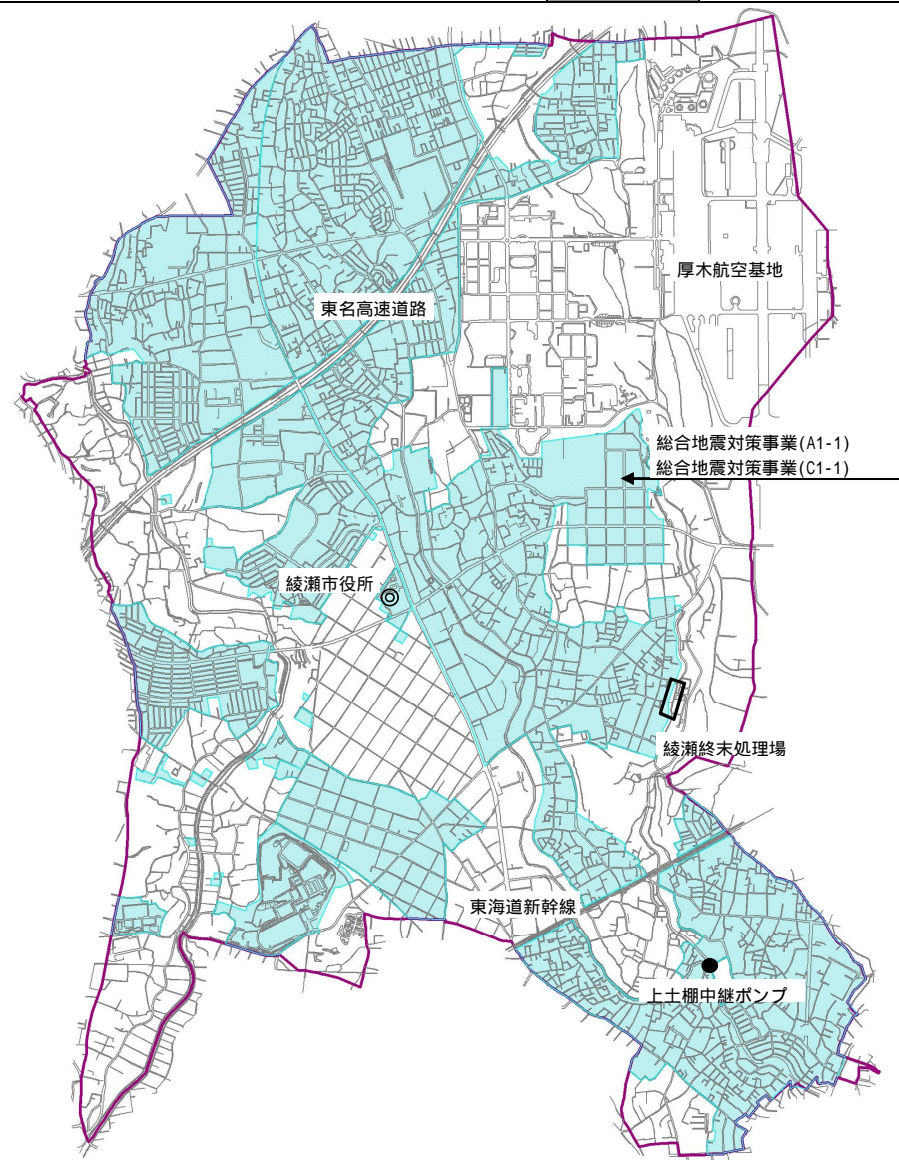 厚木航空基地
東名高速道路
総合地震対策事業(A1-1)
総合地震対策事業(C1-1)
綾瀬市役所
綾瀬終末処理場
東海道新幹線
上土棚中継ポンプ